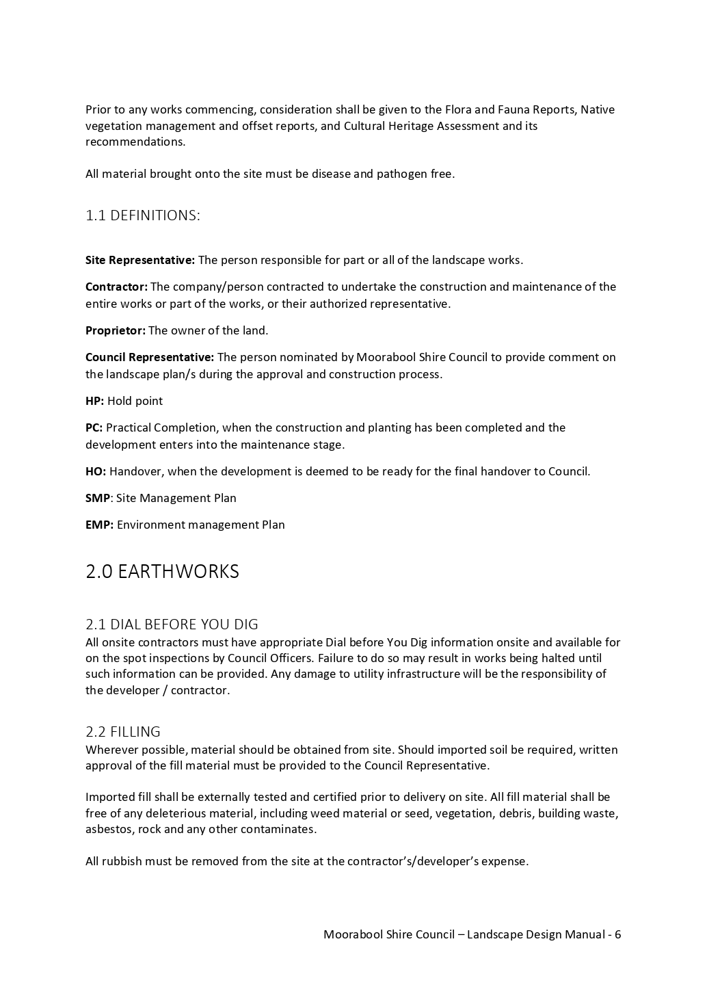 Prior to any works commencing, consideration shall be given to the Flora and Fauna Reports, Native
vegetation management and offset reports, and Cultural Heritage Assessment and its
recommendations.
All material brought onto the site must be disease and pathogen free.
1.1 DEFINITIONS:
Site Representative: The person responsible for part or all of the landscape works.
Contractor: The company/person contracted to undertake the construction and maintenance of the
entire works or part of the works, or their authorized representative.
Proprietor: The owner of the land.
Council Representative: The person nominated by Moorabool Shire Council to provide comment on
the landscape plan/s during the approval and construction process.
HP: Hold point
PC: Practical Completion, when the construction and planting has been completed and the
development enters into the maintenance stage.
HO: Handover, when the development is deemed to be ready for the final handover to Council.
SMP: Site Management Plan
EMP: Environment management Plan
2.0 EARTHWORKS
2.1 DIAL BEFORE YOU DIG
All onsite contractors must have appropriate Dial before You Dig information onsite and available for
on the spot inspections by Council Officers. Failure to do so may result in works being halted until
such information can be provided. Any damage to utility infrastructure will be the responsibility of
the developer / contractor.
2.2 FILLING
Wherever possible, material should be obtained from site. Should imported soil be required, written
approval of the fill material must be provided to the Council Representative.
Imported fill shall be externally tested and certified prior to delivery on site. All fill material shall be
free of any deleterious material, including weed material or seed, vegetation, debris, building waste,
asbestos, rock and any other contaminates.
All rubbish must be removed from the site at the contractor’s/developer’s expense.
Moorabool Shire Council – Landscape Design Manual - 6